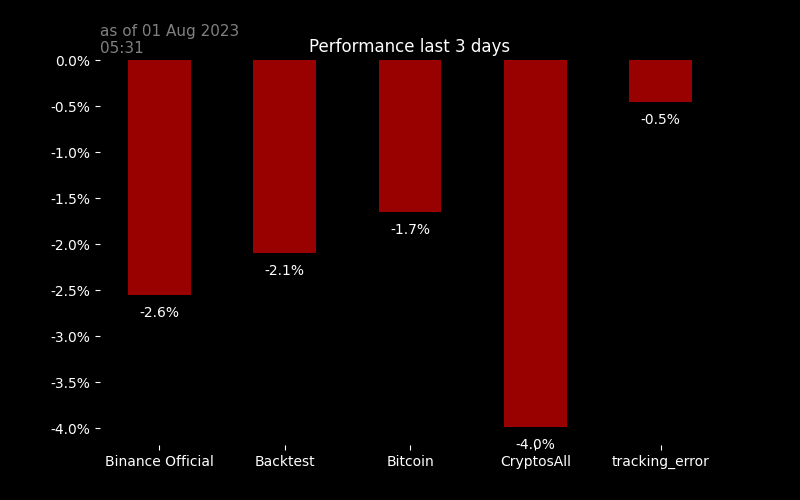 as of 01 Aug 2023
05:31
Performance last 3 days
0.0%
-0.5%
-1.0%
-1.5%
-2.0%
-2.5%
-3.0%
-3.5%
-4.0%
-2.6%
-2.1%
-1.7%
-4.0%
-0.5%
Binance Official
Backtest
Bitcoin
CryptosAll
tracking_error